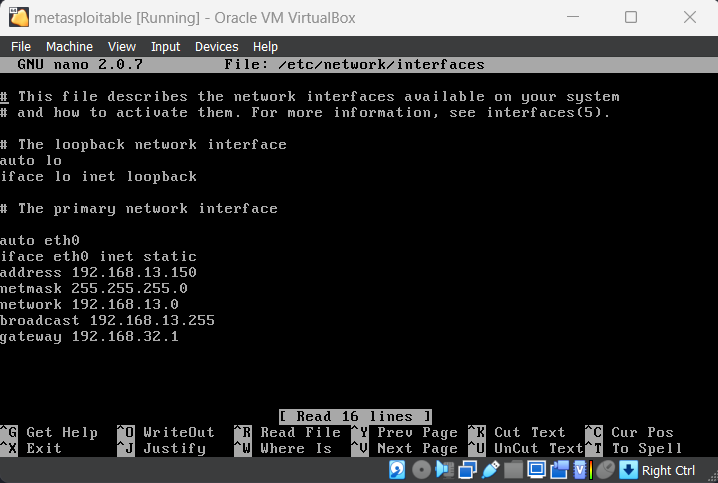 metasploitable [Running] - Oracle VM VirtualBox
File Machine View Input Devices Help
GNU nano 2.0.7 File: /etc/network/interfaces
# This file describes the network interfaces available on your system
# and how to activate them. For more information, see interfaces(5).
# The loopback network interface
auto lo
iface lo inet loopback
# The primary network interface
auto eth0
iface eth0 inet static
address 192.168.13.150
netmask 255.255.255.0
network 192.168.13.0
broadcast 192.168.13.255
gateway 192.168.32.1
[ Read 16 lines ]
^G Get Help ^O WriteOut ^R Read File ^Y Prev Page ^K Cut Text ^C Cur Pos
^X Exit ^J Justify ^W Where Is ^V Next Page ^U UnCut Text ^T To Spell
Right Ctrl